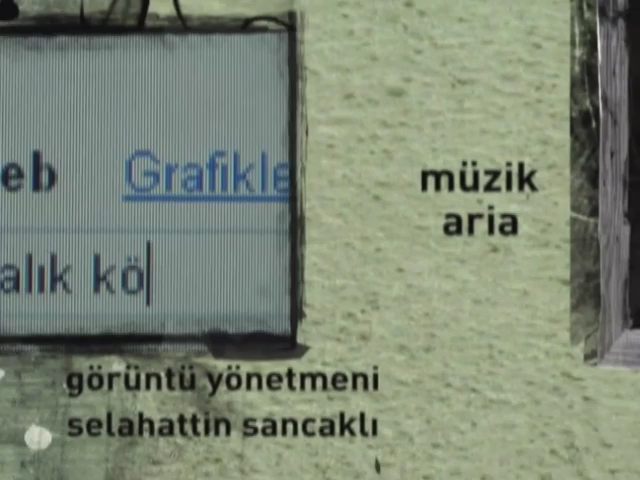 eb Grafikle
alık kö
müzik
aria
görüntü yönetmeni
selahattin sancaklı